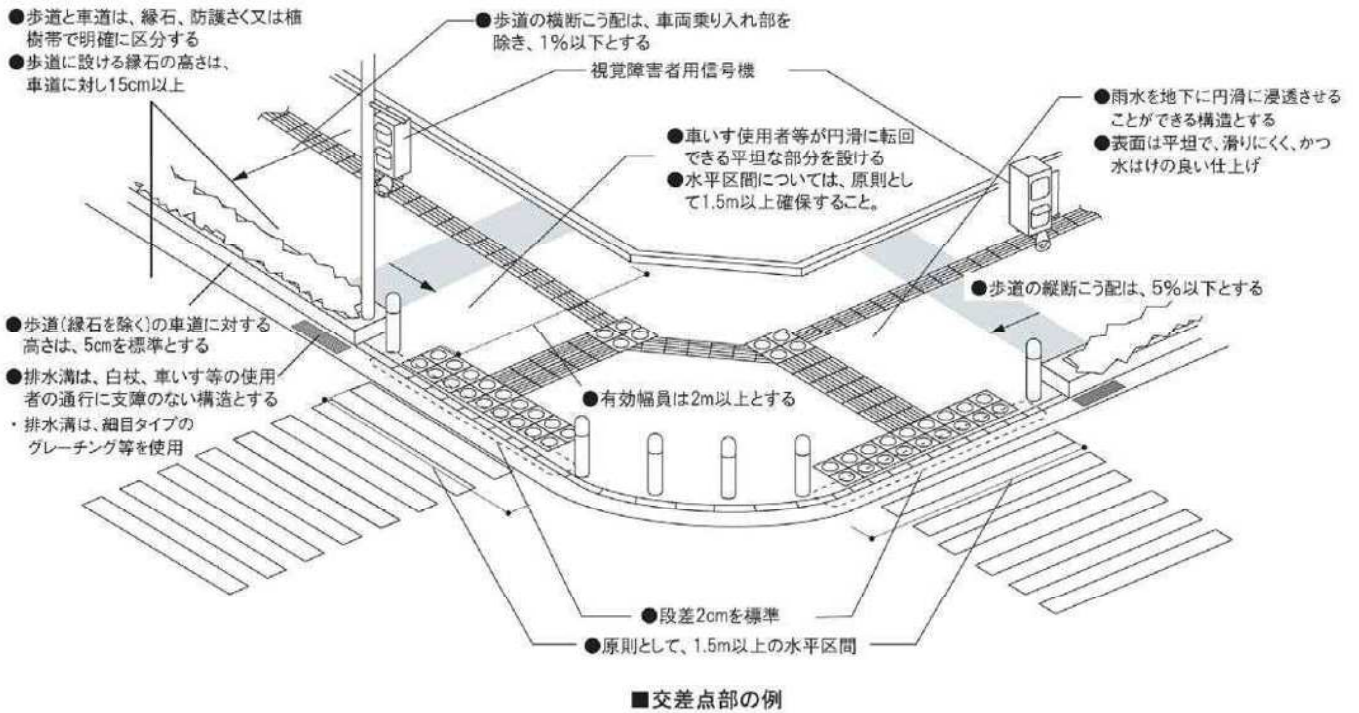 ●歩道と車道は、縁石、防護さく又は植
樹帯で明確に区分する
●歩道に設ける縁石の高さは、
車道に対し15cm以上
●歩道の横断こう配は、車両乗り入れ部を
除き、1%以下とする
視覚障害者用信号機
●雨水を地下に円滑に浸透させる
ことができる構造とする
●表面は平坦で、滑りにくく、かつ
水はけの良い仕上げ
●車いす使用者等が円滑に転回
できる平坦な部分を設ける
●水平区間については、原則とし
て1.5m以上確保すること。
●歩道の縦断こう配は、5%以下とする
●歩道(縁石を除く)の車道に対する
高さは、5cmを標準とする
●排水溝は、白杖、車いす等の使用
者の通行に支障のない構造とする
・排水溝は、細目タイプの
グレーチング等を使用
●有効幅員は2m以上とする
●段差2cmを標準
●原則として、1.5m以上の水平区間
■交差点部の例